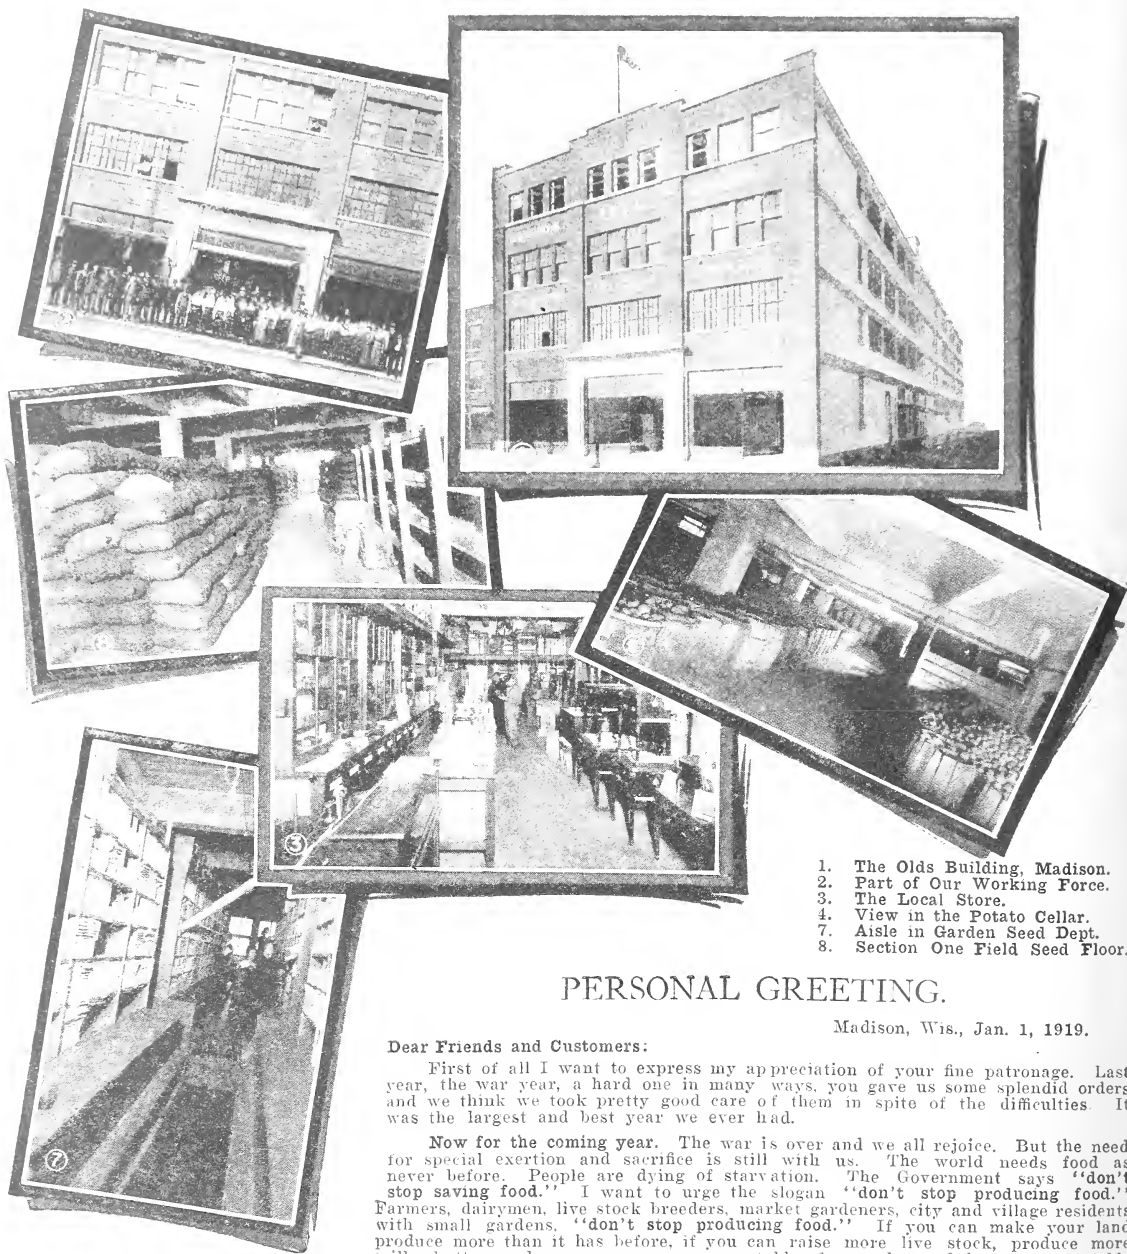 1. The Olds Building, Madison.
2. Part of Our Working Force.
3. The Local Store.
4. View in the Potato Cellar.
7. Aisle in Garden Seed Dept.
8. Section One Field Seed Floor.
PERSONAL GREETING.
Madison, Wis., Jan. 1, 1919.
Dear Friends and Customers:
First of all I want to express my appreciation of your fine patronage. Last
year, the war year, a hard one in many ways, you gave us some splendid orders
and we think we took pretty good care of them in spite of the difficulties. It
was the largest and best year we ever had.
Now for the coming year. The war is over and we all rejoice. But the need
for special exertion and sacrifice is still with us. The world needs food as
never before. People are dying of starvation. The Government says "don't
stop saving food." I want to urge the slogan "don't stop producing food."
Farmers, dairymen, live stock breeders, market gardeners, city and village residents
with small gardens, "don't stop producing food." If you can make your land
produce more than it has before, if you can raise more live stock, produce more
3
7
8